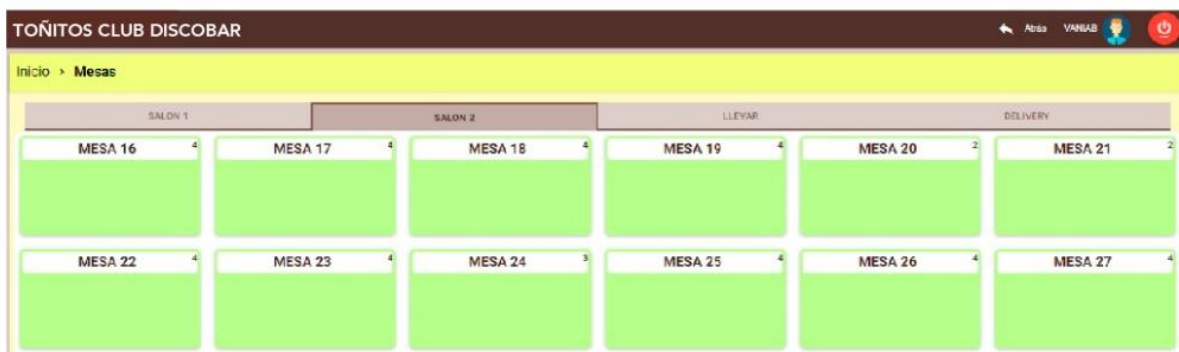 TOÑITOS CLUB DISCOBAR Atrás VANIAB
Inicio > Mesas
SALON 1 SALON 2 LLEVAR DELIVERY
MESA 16 4 MESA 17 4 MESA 18 4 MESA 19 4 MESA 20 2 MESA 21 2
MESA 22 4 MESA 23 4 MESA 24 3 MESA 25 4 MESA 26 4 MESA 27 4